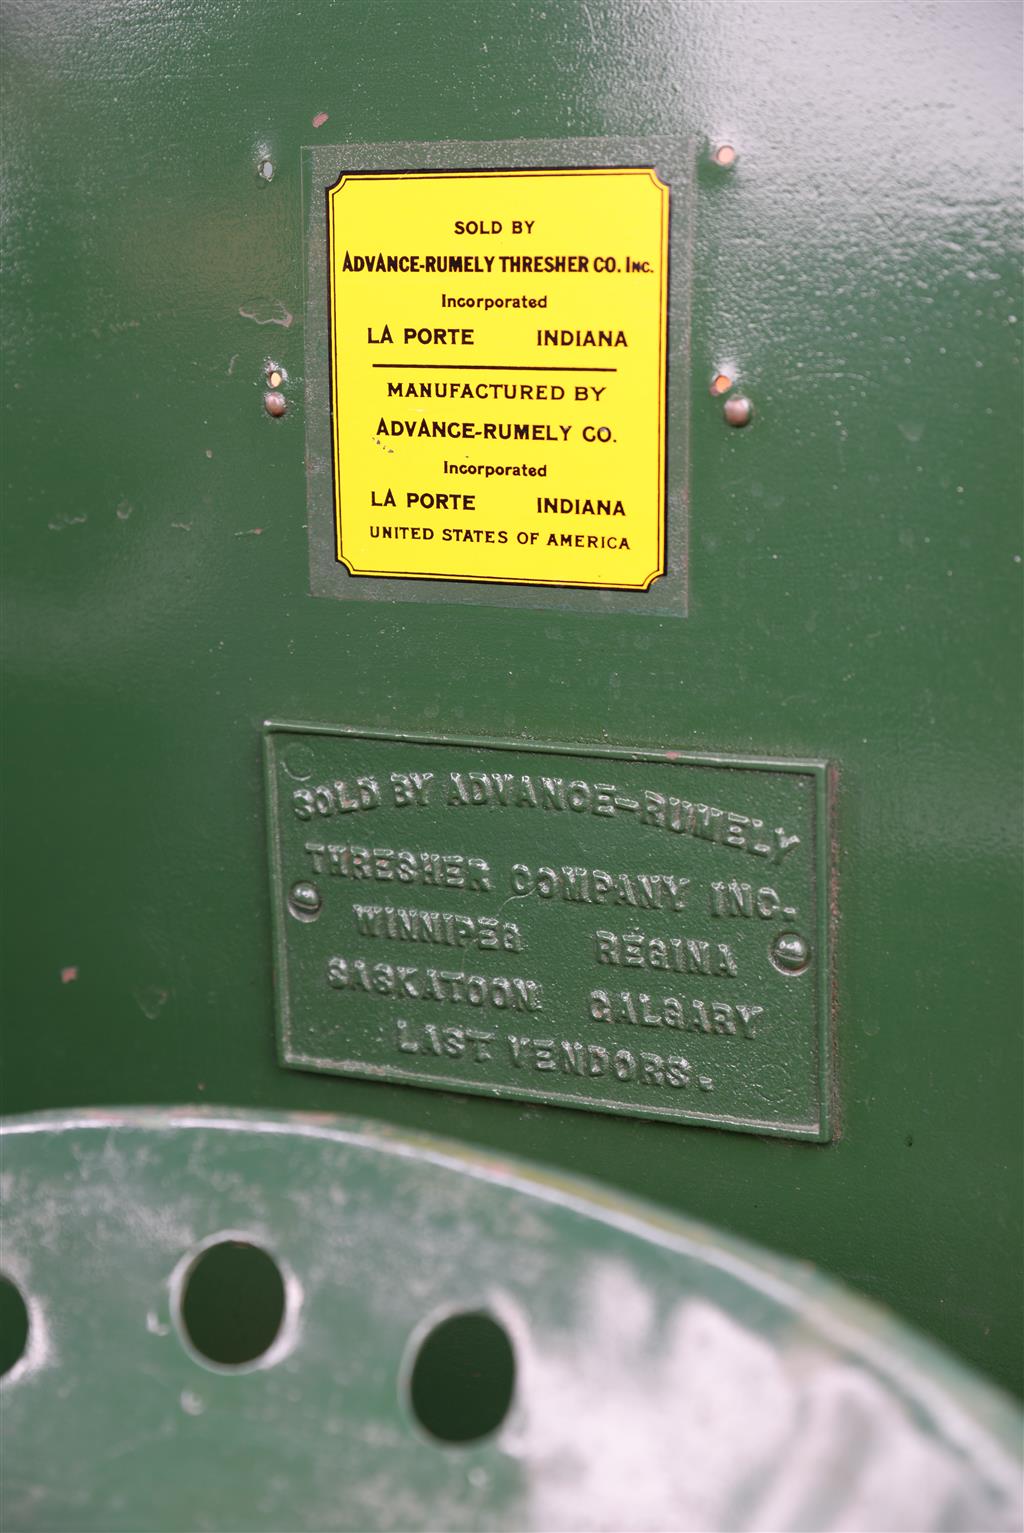 SOLD BY
ADVANCE-RUMELY THRESHER CO. INC.
Incorporated
LA PORTE INDIANA
MANUFACTURED BY
ADVANCE-RUMELY CO.
Incorporated
LA PORTE INDIANA
UNITED STATES OF AMERICA
SOLD BY ADVANCE-RUMELY
THRESHER COMPANY INC.
WINNIPEG REGINA
SASKATOON CALGARY
LAST VENDORS.